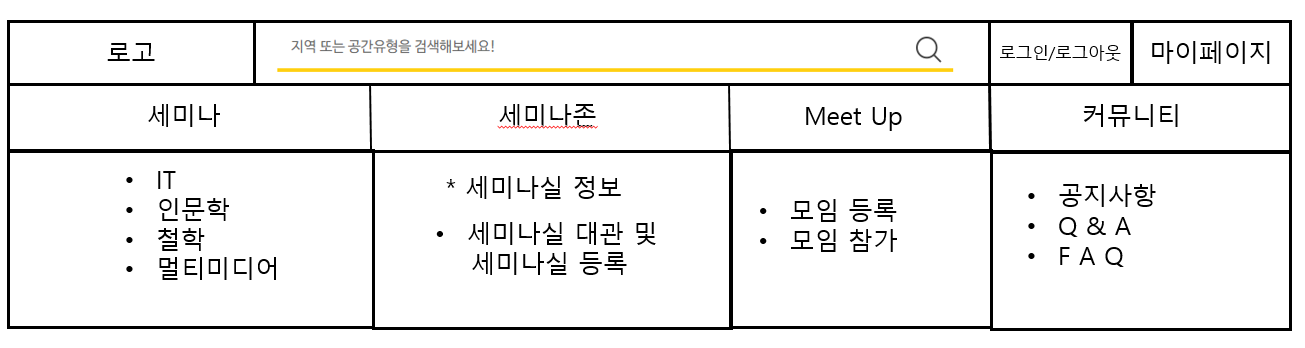 로고
지역 또는 공간유형을 검색해보세요!
로그인/로그아웃
마이페이지
세미나
세미나존
Meet Up
커뮤니티
• IT
• 인문학
• 철학
• 멀티미디어
* 세미나실 정보
• 세미나실 대관 및
세미나실 등록
• 모임 등록
• 모임 참가
• 공지사항
• Q & A
• F A Q